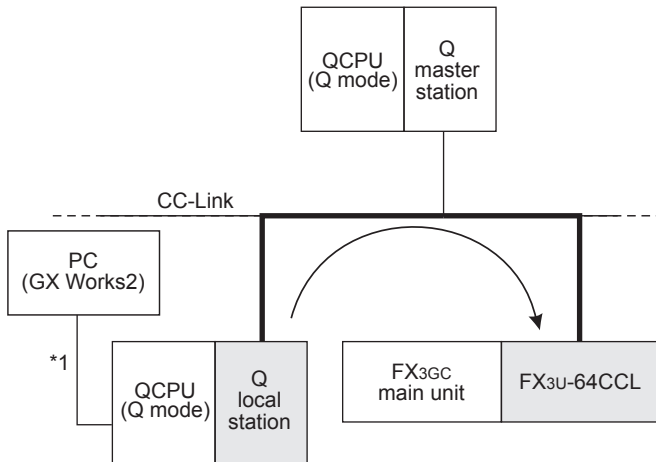 QCPU
(Q mode)
Q
master
station
CC-Link
PC
(GX Works2)
*1
QCPU
(Q mode)
Q
local
station
FX3GC
main unit
FX3U-64CCL